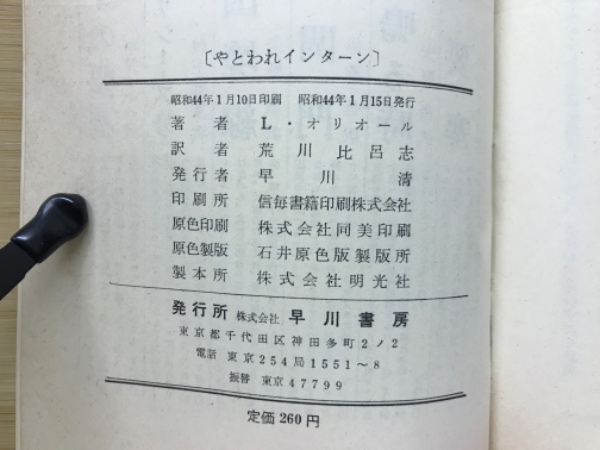 〔やとわれインターン〕
昭和44年1月10日印刷 昭和44年1月15日発行
著者 L・オリオール
訳者 荒川比呂志
発行者 早川清
印刷所 信毎書籍印刷株式会社
原色印刷 株式会社同美印刷
原色製版 石井原色版製版所
製本所 株式会社明光社
発行所 株式会社 早川書房
東京都千代田区神田多町2ノ2
電話 東京254局1551〜8
振替 東京47799
定価260円